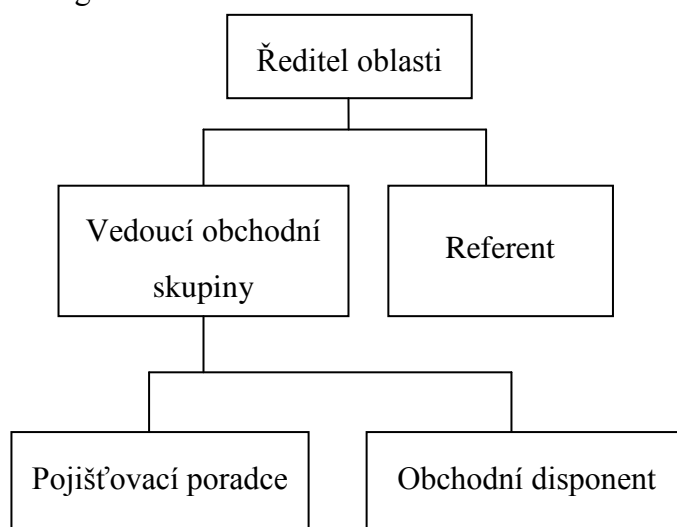 g
Ředitel oblasti
Vedoucí obchodní
skupiny
Referent
Pojišťovací poradce
Obchodní disponent